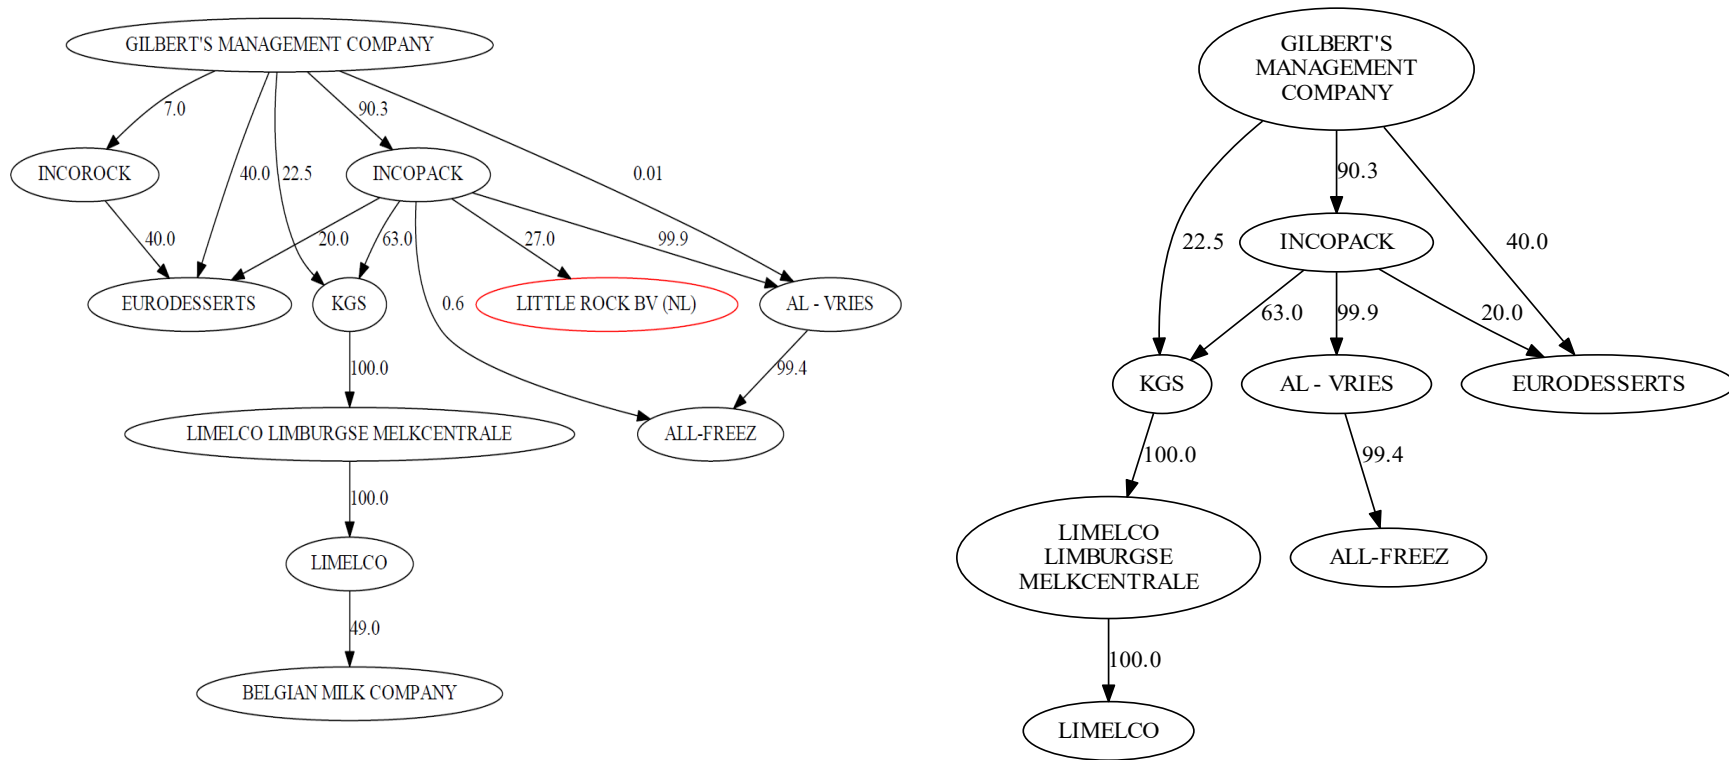 GILBERT'S MANAGEMENT COMPANY
7.0
90.3
INCOROCK
40.0
22.5
INCOPACK
0.01
40.0
20.0
63.0
27.0
99.9
EURODESSERTS
KGS
0.6
LITTLE ROCK BV (NL)
AL - VRIES
100.0
99.4
LIMELCO LIMBURGSE MELKCENTRALE
ALL-FREEZ
100.0
LIMELCO
49.0
BELGIAN MILK COMPANY
GILBERT'S
MANAGEMENT
COMPANY
90.3
22.5
INCOPACK
40.0
63.0
99.9
20.0
KGS
AL - VRIES
EURODESSERTS
100.0
99.4
LIMELCO
LIMBURGSE
MELKCENTRALE
ALL-FREEZ
100.0
LIMELCO